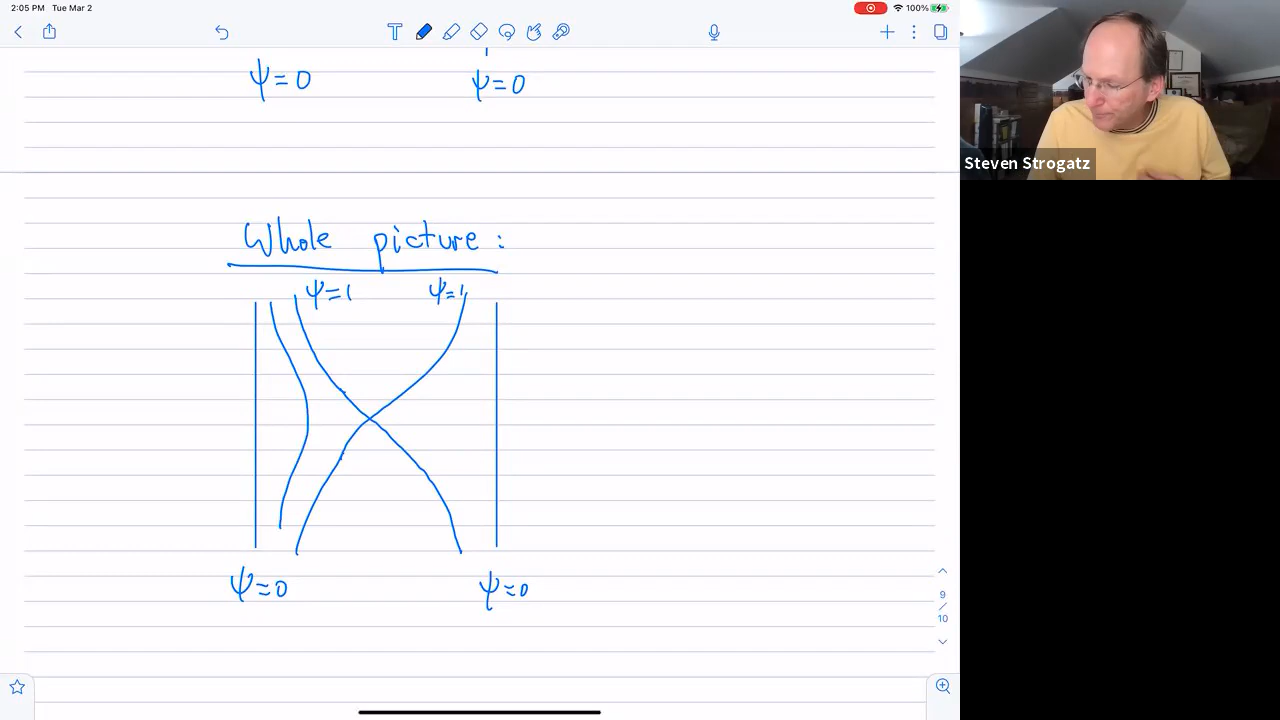 2:05 PM Tue Mar 2
100%
T
ψ=0 ψ=0
Steven Strogatz
Whole picture:
ψ=1 ψ=1
ψ=0 ψ=0
9
/
10